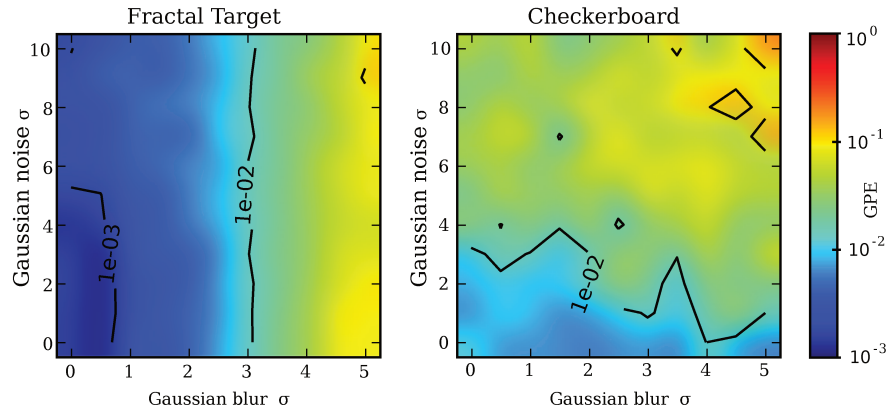 Fractal Target
Checkerboard
Gaussian noise σ
10
8
6
4
2
0
1e-03
1e-02
0 1 2 3 4 5
Gaussian blur σ
Gaussian noise σ
10
8
6
4
2
0
1e-02
0 1 2 3 4 5
Gaussian blur σ
10⁰
10⁻¹
10⁻²
10⁻³
GPE